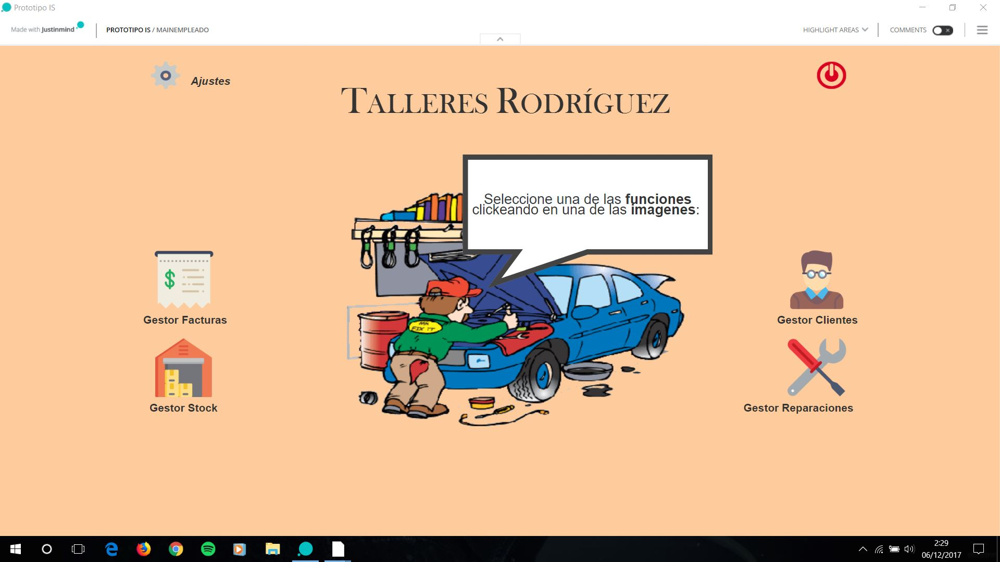 Prototipo IS
Made with Justinmind
PROTOTIPO IS / MAINEMPLEADO
HIGHLIGHT AREAS
COMMENTS
Ajustes
TALLERES RODRÍGUEZ
Seleccione una de las funciones
clickeando en una de las imagenes:
$
MR
FIX IT
Gestor Facturas
Gestor Clientes
Gestor Stock
Gestor Reparaciones
2:29
06/12/2017